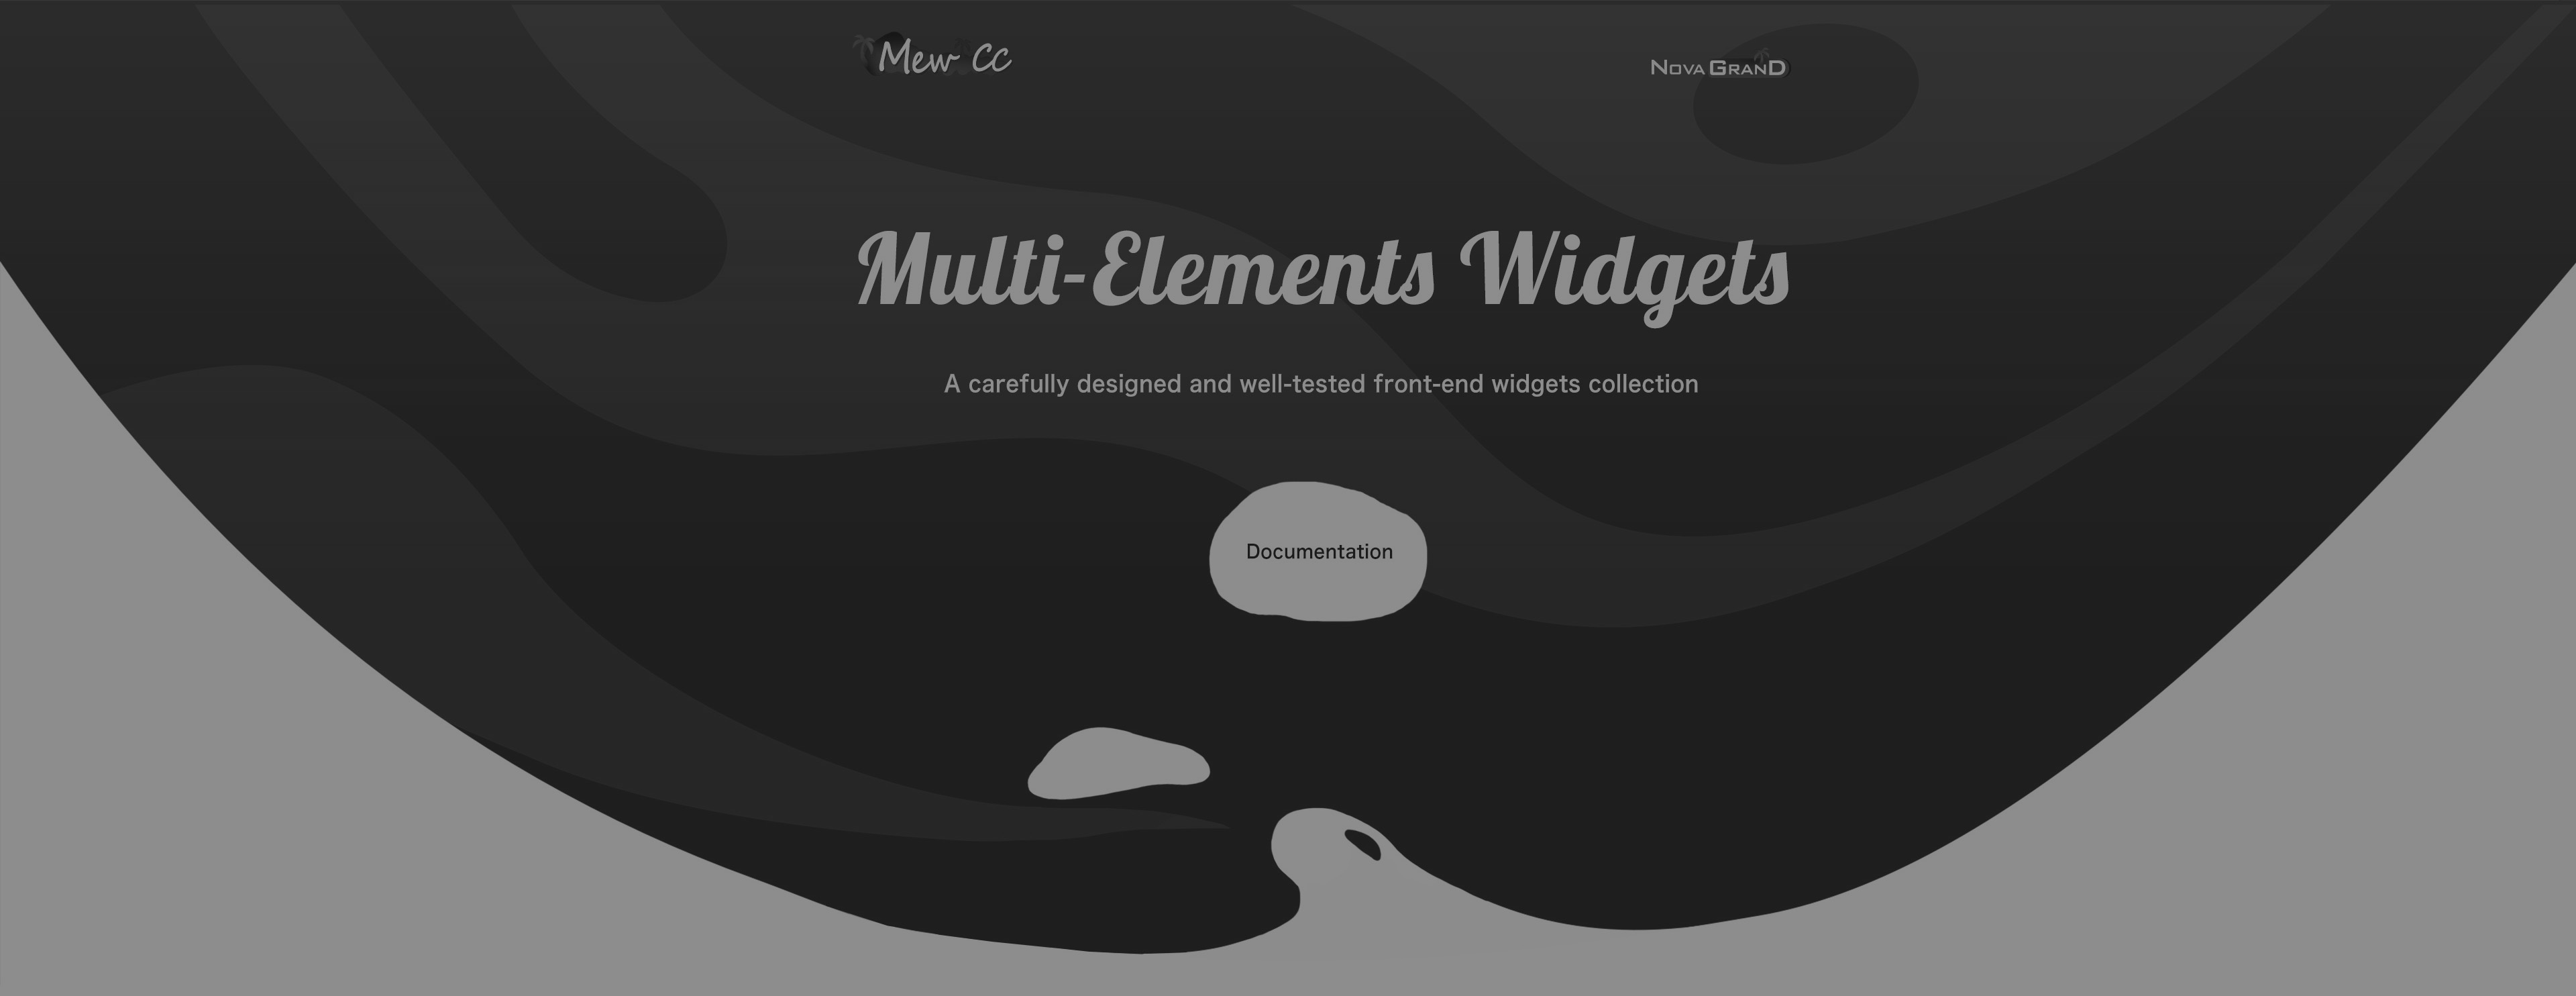 Mew Cc
NOVA GRAND
Multi-Elements Widgets
A carefully designed and well-tested front-end widgets collection
Documentation